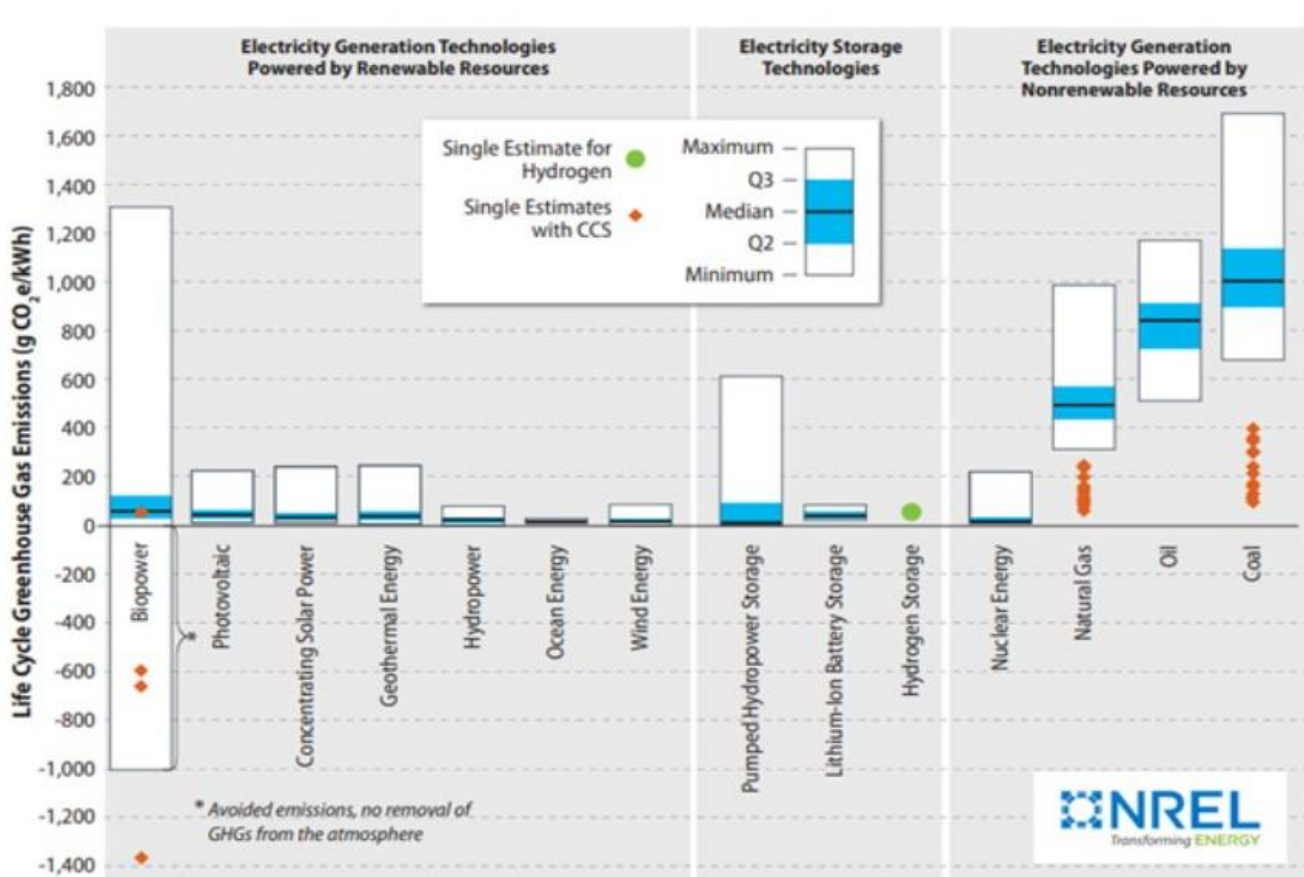 Electricity Generation Technologies
Powered by Renewable Resources
Electricity Storage
Technologies
Electricity Generation
Technologies Powered by
Nonrenewable Resources
Life Cycle Greenhouse Gas Emissions (g CO₂e/kWh)
1,800
1,600
1,400
1,200
1,000
800
600
400
200
0
-200
-400
-600
-800
-1,000
-1,200
-1,400
Single Estimate for
Hydrogen
Single Estimates
with CCS
Maximum
Q3
Median
Q2
Minimum
Biopower
*
Photovoltaic
Concentrating Solar Power
Geothermal Energy
Hydropower
Ocean Energy
Wind Energy
Pumped Hydropower Storage
Lithium-Ion Battery Storage
Hydrogen Storage
Nuclear Energy
Natural Gas
Oil
Coal
* Avoided emissions, no removal of
GHGs from the atmosphere
NREL
Transforming ENERGY